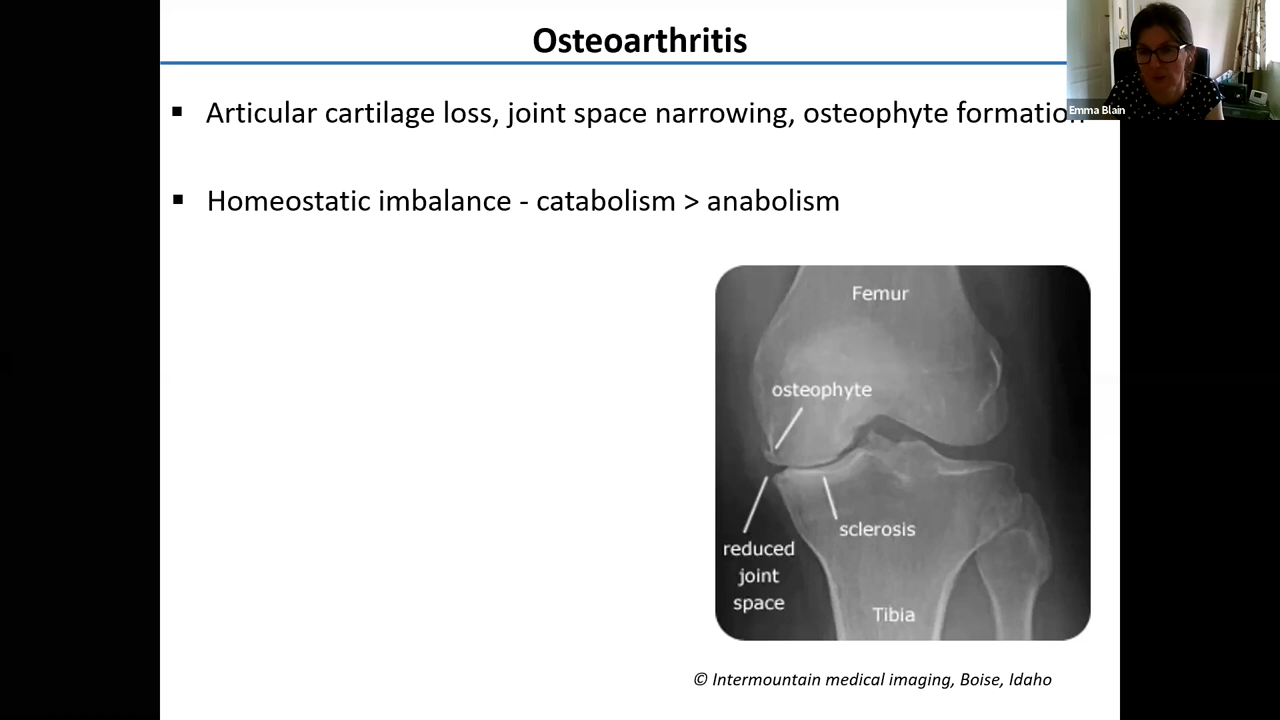 Osteoarthritis
▪ Articular cartilage loss, joint space narrowing, osteophyte formation
Emma Blain
▪ Homeostatic imbalance - catabolism > anabolism
Femur
osteophyte
sclerosis
reduced
joint
space
Tibia
© Intermountain medical imaging, Boise, Idaho